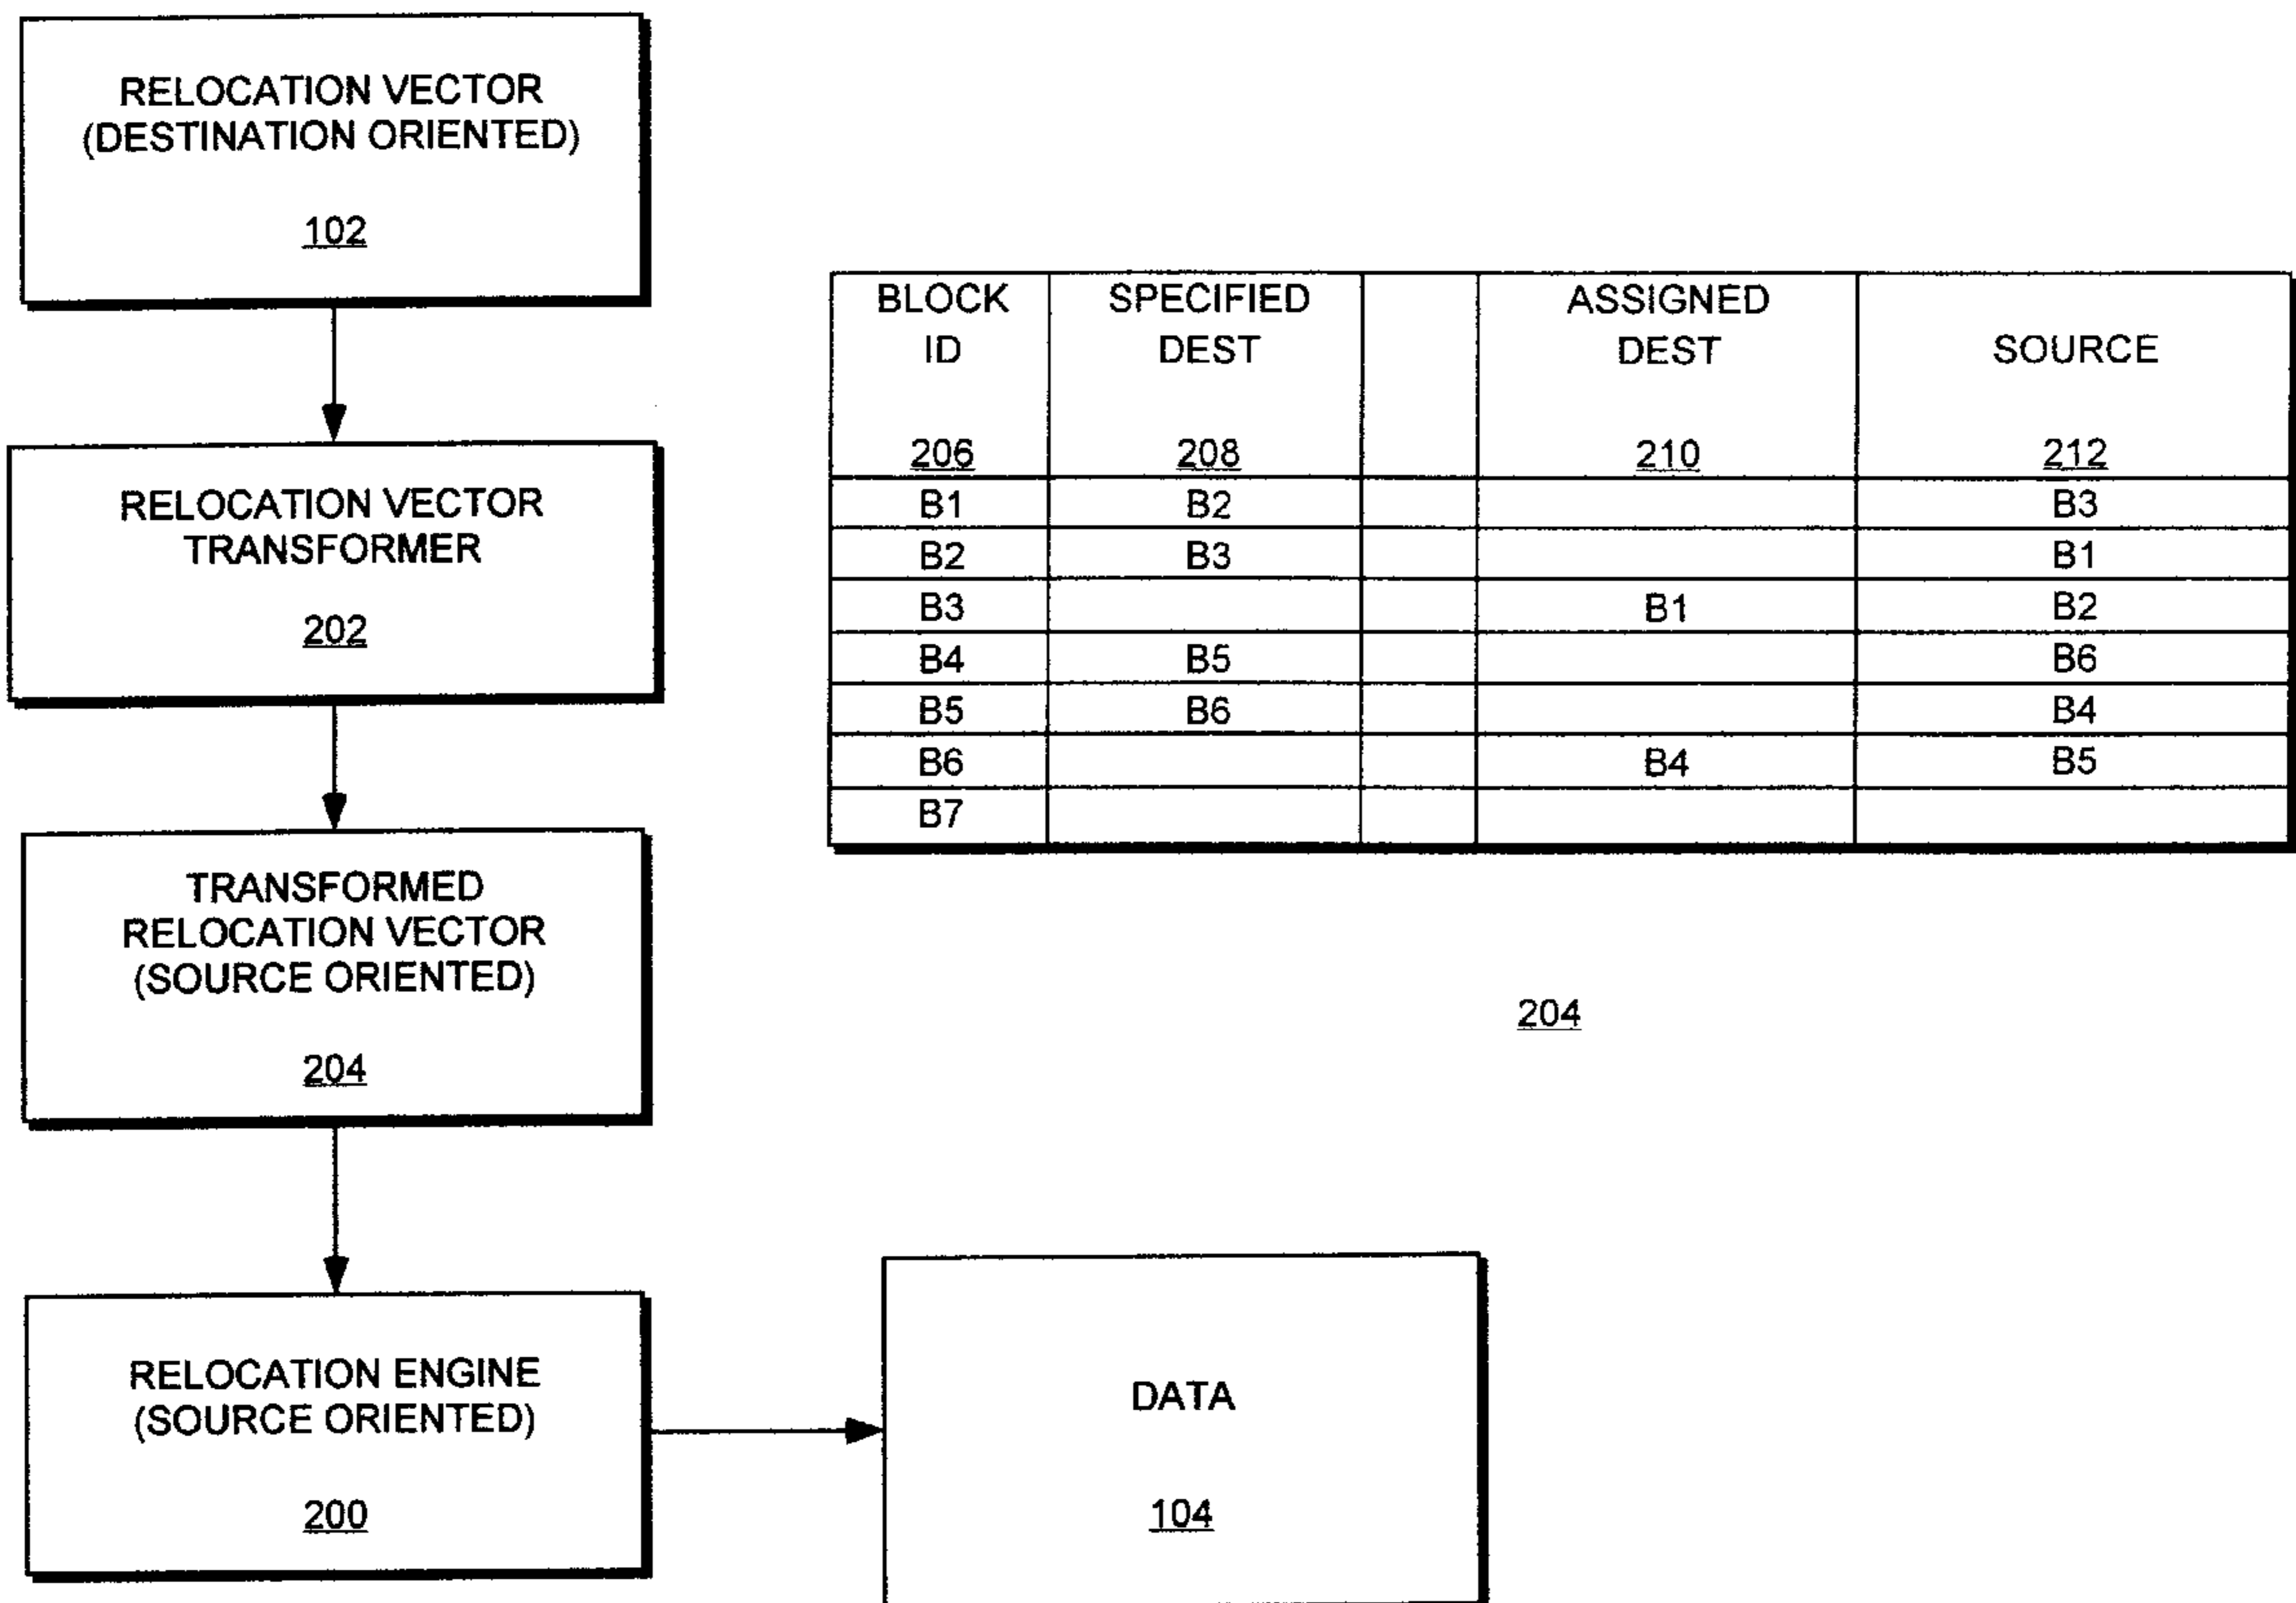 RELOCATION VECTOR
(DESTINATION ORIENTED)
102
RELOCATION VECTOR
TRANSFORMER
202
TRANSFORMED
RELOCATION VECTOR
(SOURCE ORIENTED)
204
RELOCATION ENGINE
(SOURCE ORIENTED)
200
DATA
104
BLOCK SPECIFIED ASSIGNED
ID DEST DEST SOURCE
206 208 210 212
B1 B2 B3
B2 B3 B1
B3 B1 B2
B4 B5 B6
B5 B6 B4
B6 B4 B5
B7
204